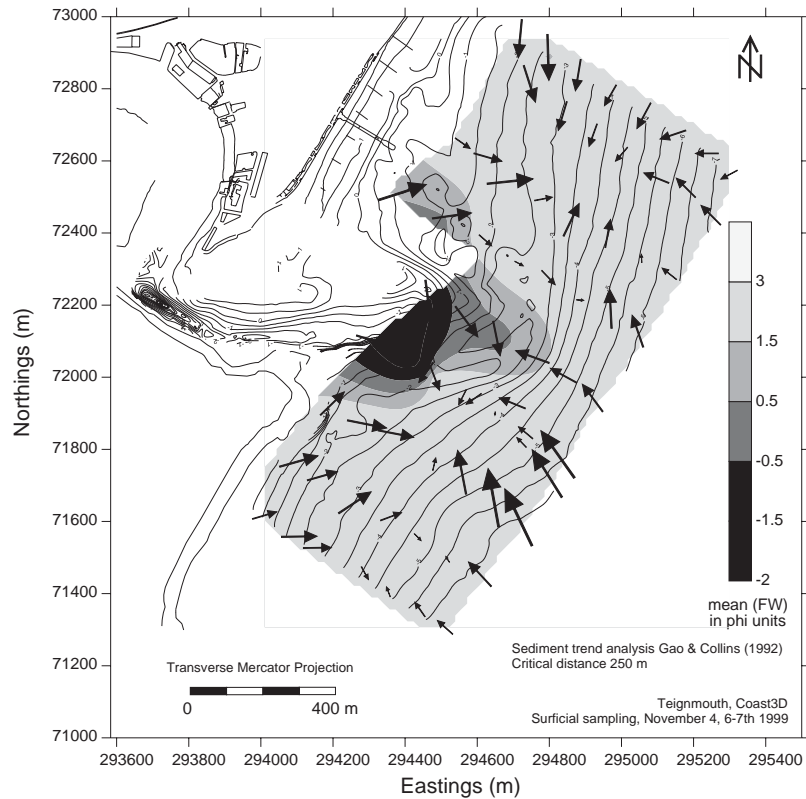 73000
72800
72600
72400
72200
72000
71800
71600
71400
71200
71000
Northings (m)
N
3
1.5
0.5
-0.5
-1.5
-2
mean (FW)
in phi units
Sediment trend analysis Gao & Collins (1992)
Critical distance 250 m
Transverse Mercator Projection
0 400 m
Teignmouth, Coast3D
Surficial sampling, November 4, 6-7th 1999
293600 293800 294000 294200 294400 294600 294800 295000 295200 295400
Eastings (m)